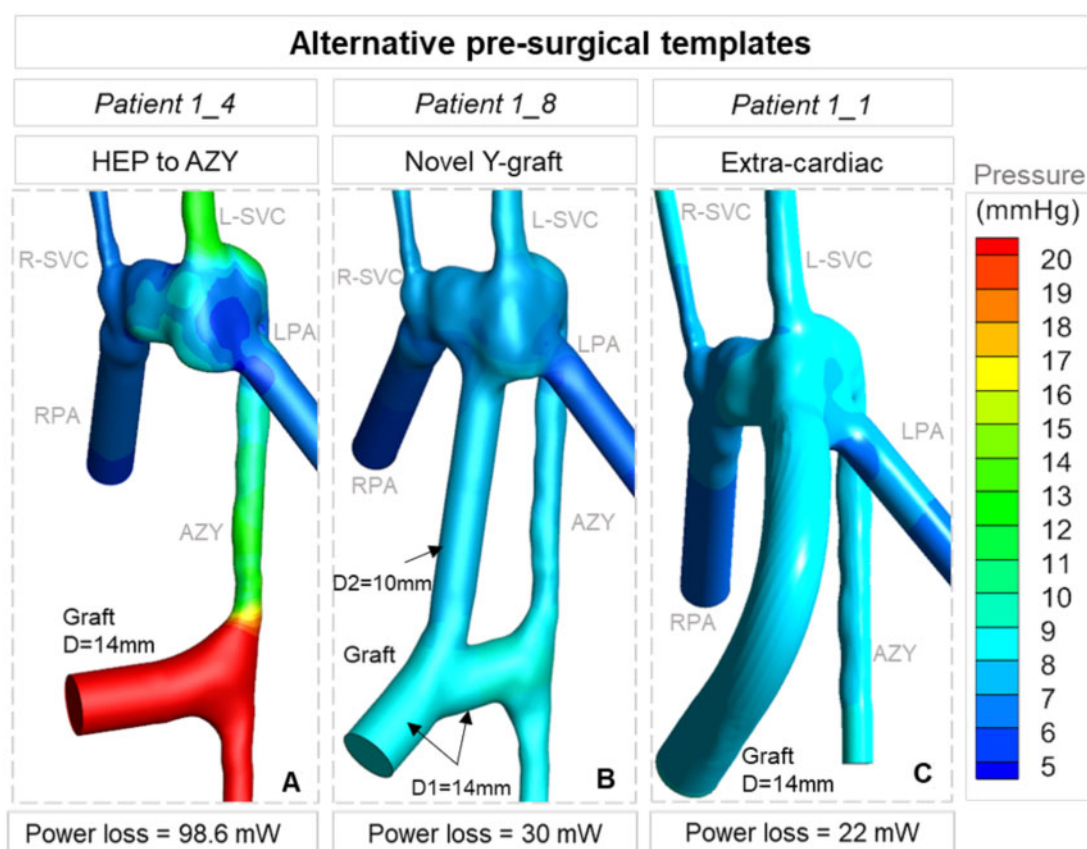 Alternative pre-surgical templates
Patient 1_4
Patient 1_8
Patient 1_1
HEP to AZY
Novel Y-graft
Extra-cardiac
L-SVC
R-SVC
LPA
RPA
AZY
Graft
D=14mm
A
L-SVC
R-SVC
LPA
RPA
AZY
D2=10mm
Graft
D1=14mm
B
R-SVC
L-SVC
LPA
RPA
AZY
Graft
D=14mm
C
Pressure
(mmHg)
20
19
18
17
16
15
14
13
12
11
10
9
8
7
6
5
Power loss = 98.6 mW
Power loss = 30 mW
Power loss = 22 mW